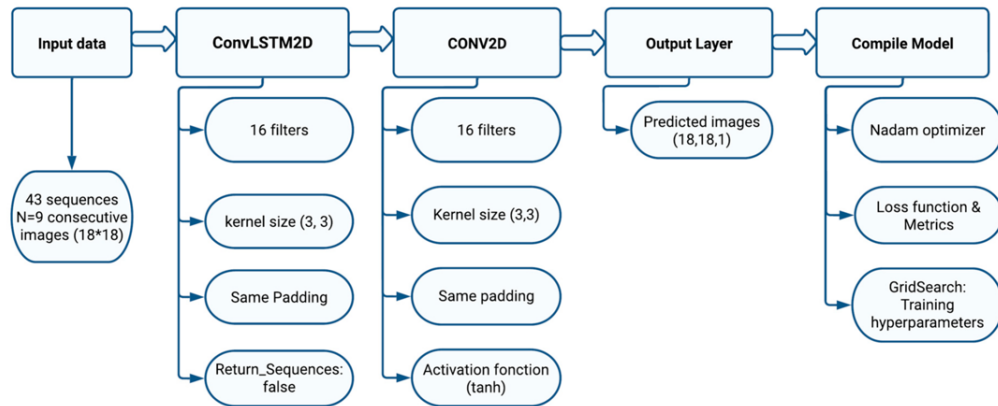 Input data
ConvLSTM2D
CONV2D
Output Layer
Compile Model
43 sequences
N=9 consecutive
images (18*18)
16 filters
kernel size (3, 3)
Same Padding
Return_Sequences:
false
16 filters
Kernel size (3,3)
Same padding
Activation fonction
(tanh)
Predicted images
(18,18,1)
Nadam optimizer
Loss function &
Metrics
GridSearch:
Training
hyperparameters